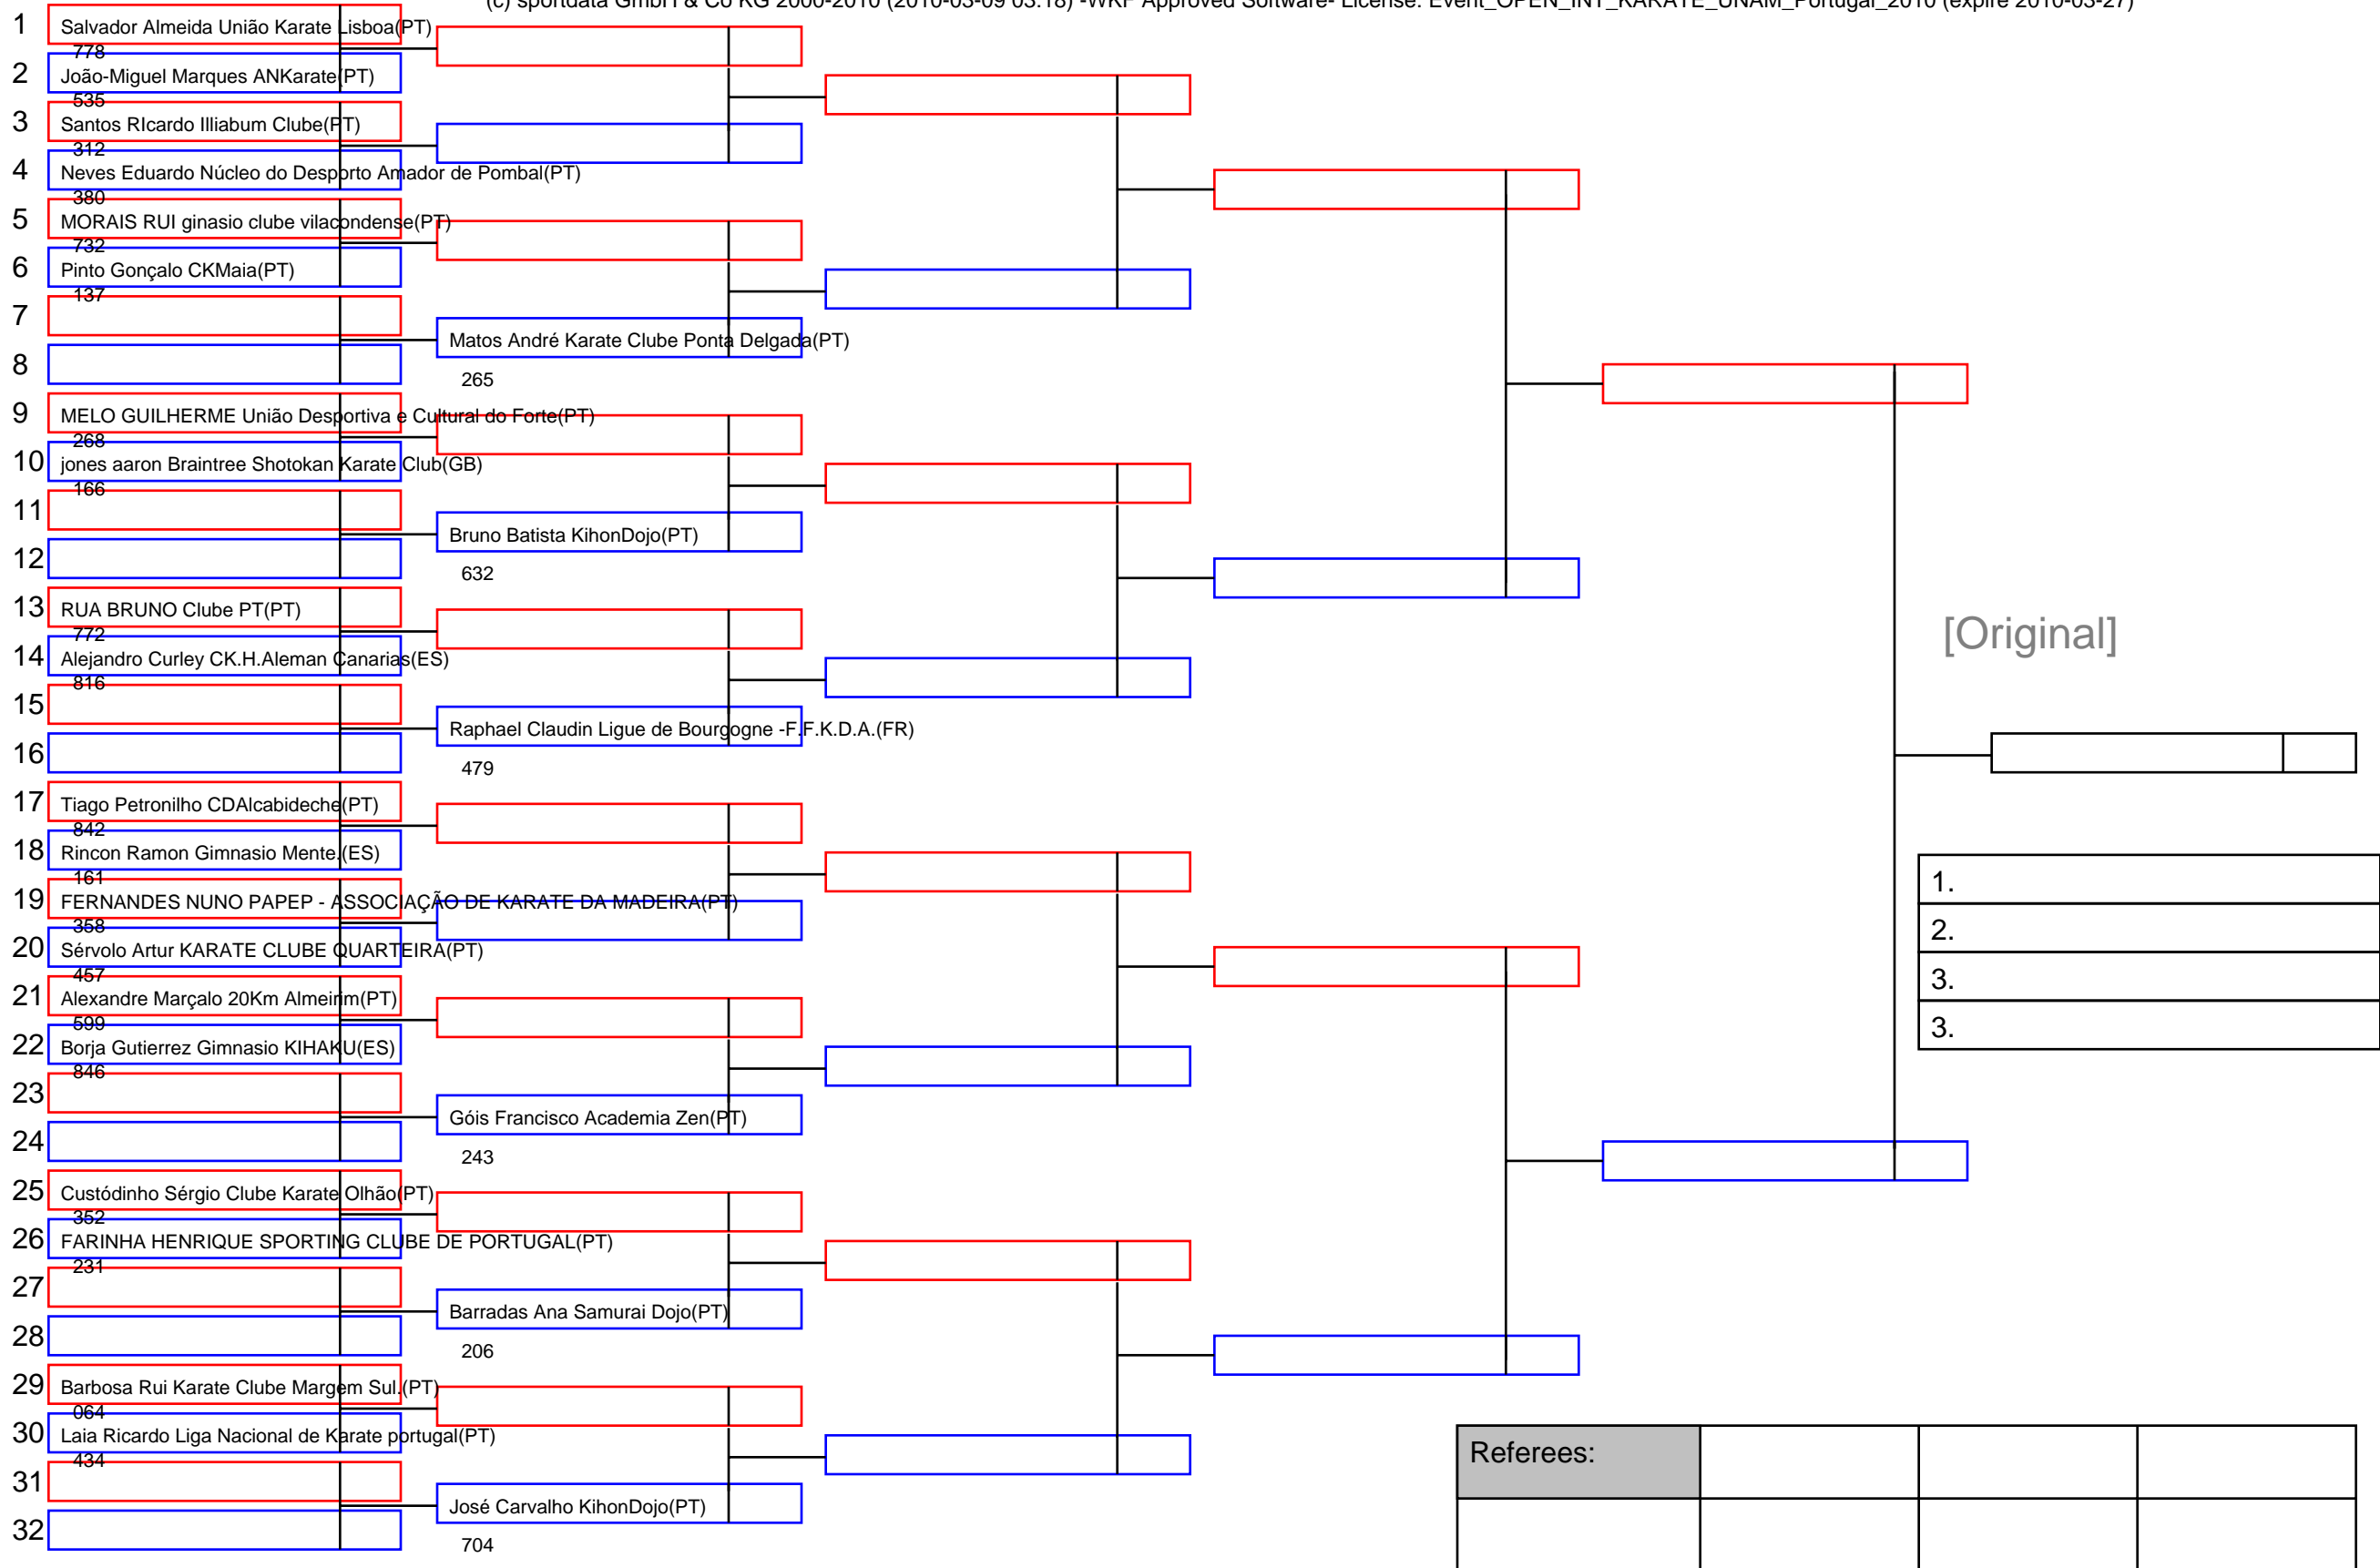 (c) sportdata GmbH & Co KG 2000-2010 (2010-03-09 03:18) -WKF Approved Software- License: Event_OPEN_INT_KARATE_UNAM_Portugal_2010 (expire 2010-03-27)
1 Salvador Almeida União Karate Lisboa(PT)
778
2 João-Miguel Marques ANKarate(PT)
535
3 Santos RIcardo Illiabum Clube(PT)
312
4 Neves Eduardo Núcleo do Desporto Amador de Pombal(PT)
380
5 MORAIS RUI ginasio clube vilacondense(PT)
732
6 Pinto Gonçalo CKMaia(PT)
137
7
Matos André Karate Clube Ponta Delgada(PT)
8
265
9 MELO GUILHERME União Desportiva e Cultural do Forte(PT)
268
10 jones aaron Braintree Shotokan Karate Club(GB)
166
11
Bruno Batista KihonDojo(PT)
12
632
13 RUA BRUNO Clube PT(PT)
772
[Original]
14 Alejandro Curley CK.H.Aleman Canarias(ES)
816
15
Raphael Claudin Ligue de Bourgogne -F.F.K.D.A.(FR)
16
479
17 Tiago Petronilho CDAlcabideche(PT)
842
18 Rincon Ramon Gimnasio Mente.(ES)
161
19 FERNANDES NUNO PAPEP - ASSOCIAÇÃO DE KARATE DA MADEIRA(PT)
358
20 Sérvolo Artur KARATE CLUBE QUARTEIRA(PT)
457
21 Alexandre Marçalo 20Km Almeirim(PT)
599
22 Borja Gutierrez Gimnasio KIHAKU(ES)
846
23
Góis Francisco Academia Zen(PT)
24
243
25 Custódinho Sérgio Clube Karate Olhão(PT)
352
26 FARINHA HENRIQUE SPORTING CLUBE DE PORTUGAL(PT)
231
27
Barradas Ana Samurai Dojo(PT)
28
206
29 Barbosa Rui Karate Clube Margem Sul.(PT)
064
30 Laia Ricardo Liga Nacional de Karate portugal(PT)
434
31
José Carvalho KihonDojo(PT)
32
704
1.
2.
3.
3.
Referees: